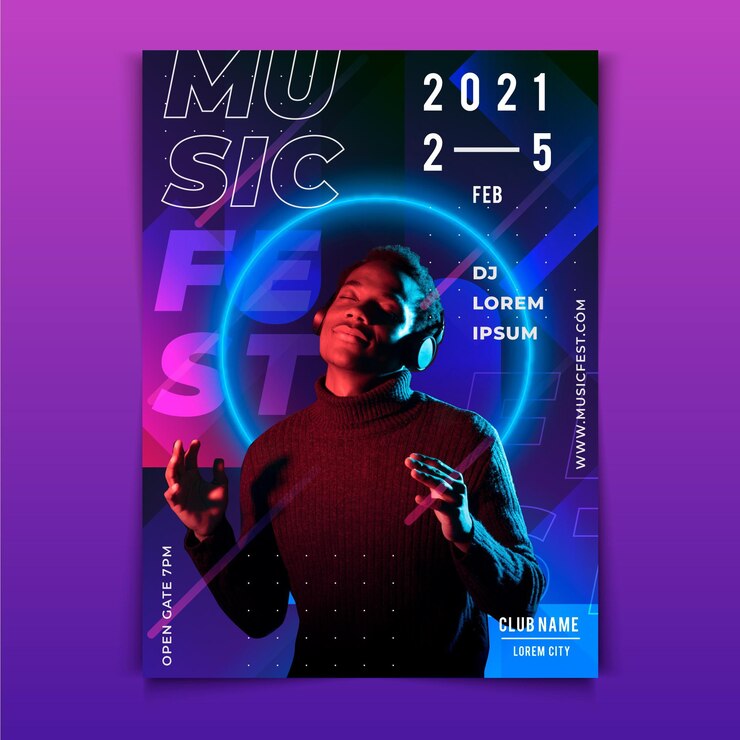 MU
SIC
FE
ST
2021
2—5
FEB
DJ
LOREM
IPSUM
WWW.MUSICFEST.COM
OPEN GATE 7PM
CLUB NAME
LOREM CITY